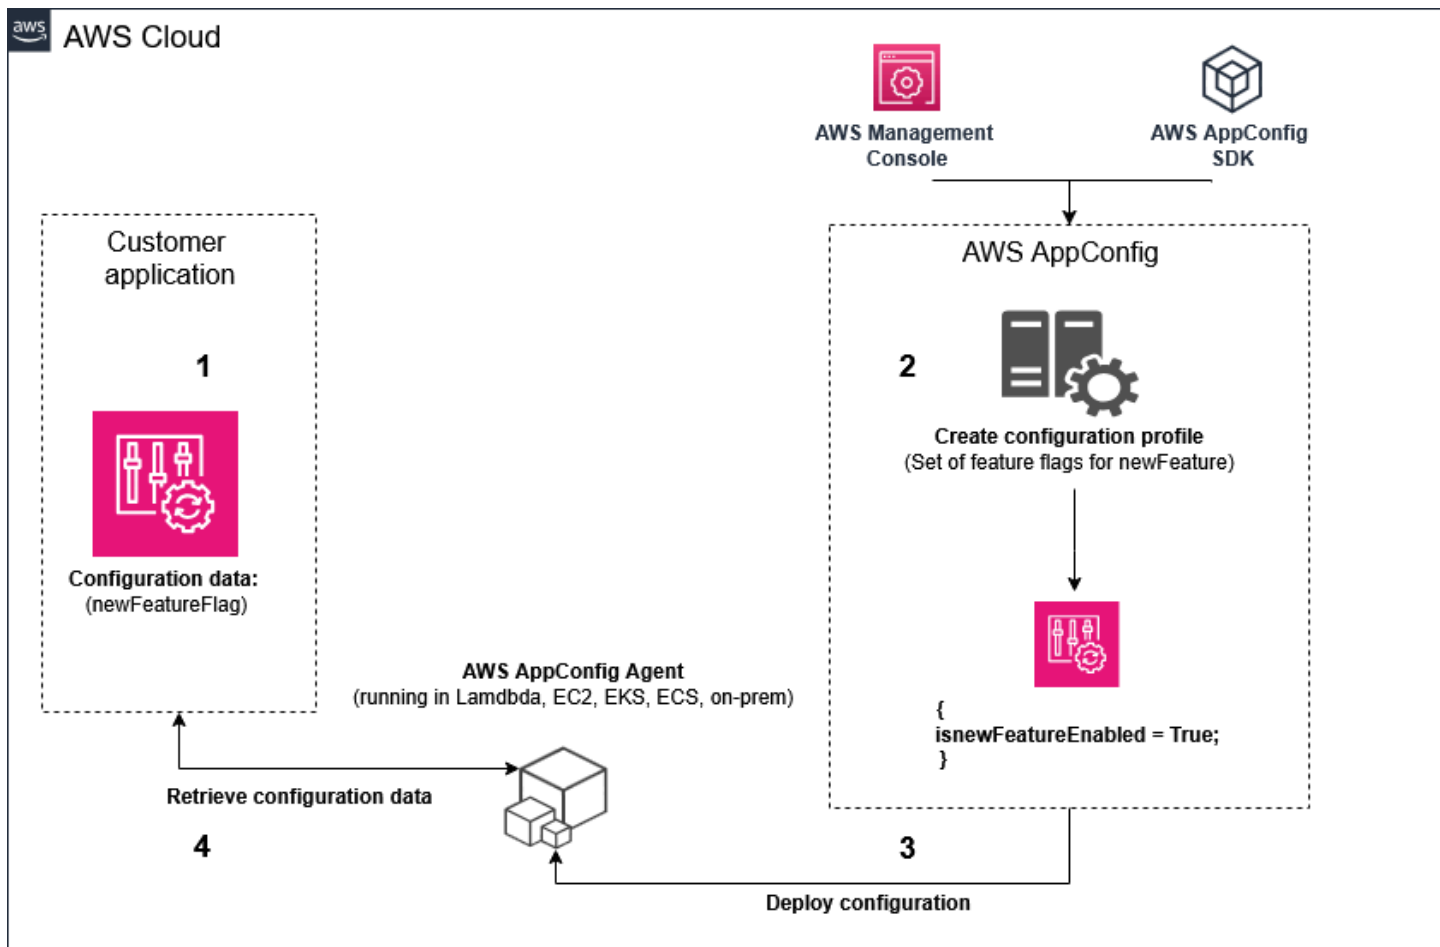 aws
AWS Cloud
AWS Management
Console
AWS AppConfig
SDK
Customer
application
1
Configuration data:
(newFeatureFlag)
AWS AppConfig
2
Create configuration profile
(Set of feature flags for newFeature)
{
isnewFeatureEnabled = True;
}
AWS AppConfig Agent
(running in Lamdbda, EC2, EKS, ECS, on-prem)
Retrieve configuration data
4
3
Deploy configuration